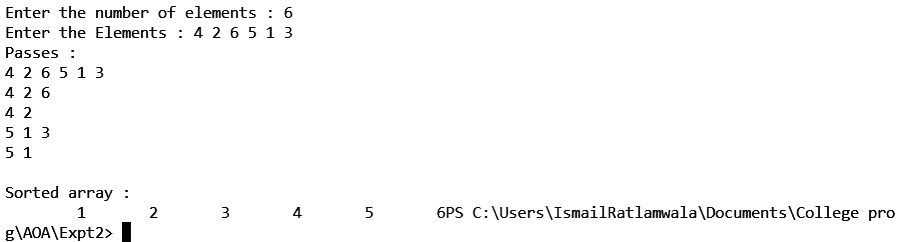 Enter the number of elements : 6
Enter the Elements : 4 2 6 5 1 3
Passes :
4 2 6 5 1 3
4 2 6
4 2
5 1 3
5 1
Sorted array :
1 2 3 4 5 6PS C:\Users\IsmailRatlamwala\Documents\College pro
g\AOA\Expt2>